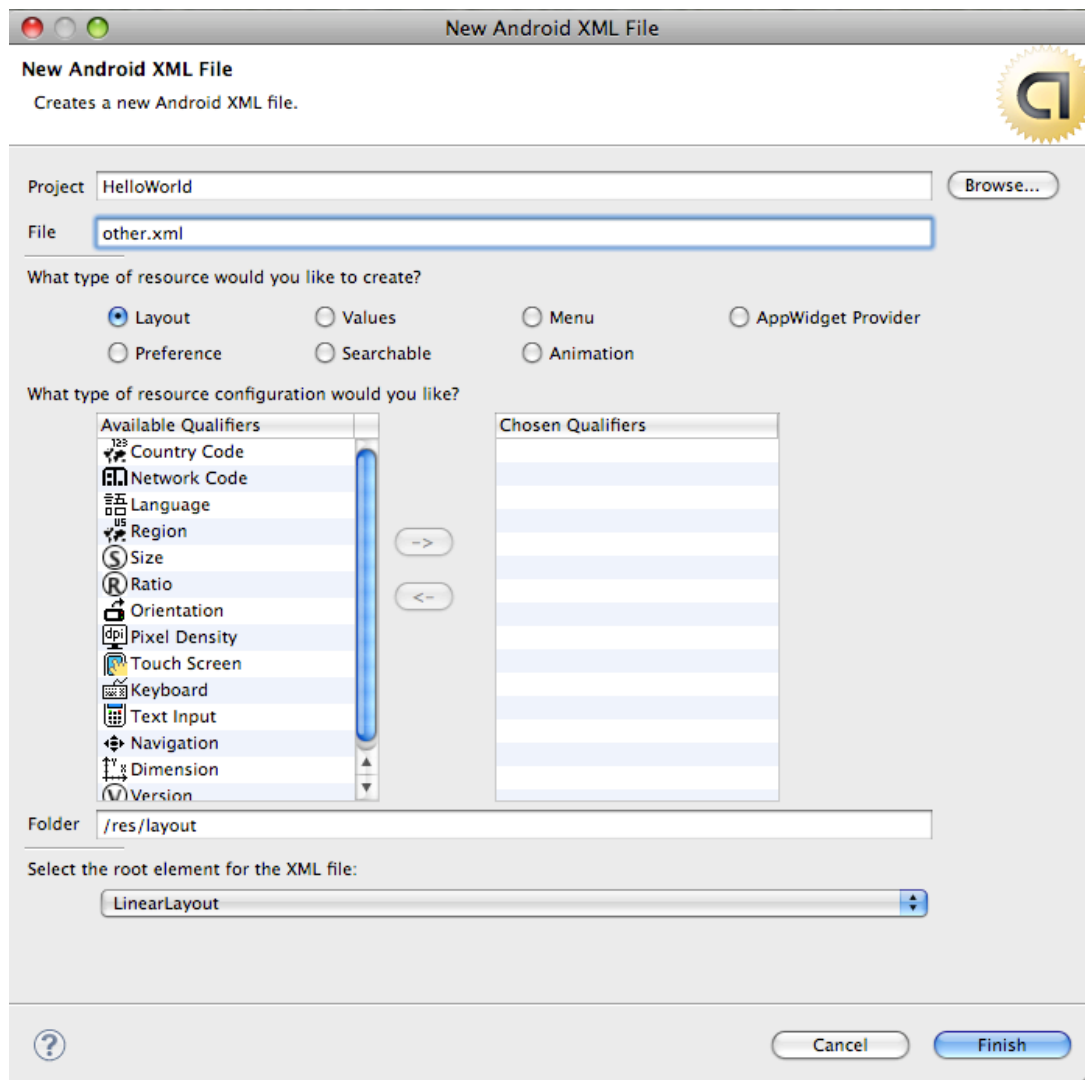 New Android XML File
New Android XML File
Creates a new Android XML file.
Project HelloWorld Browse...
File other.xml
What type of resource would you like to create?
Layout Values Menu AppWidget Provider
Preference Searchable Animation
What type of resource configuration would you like?
Available Qualifiers Chosen Qualifiers
123 Country Code
Network Code
語 Language
US Region
S Size
-> 
R Ratio
<-
Orientation
dpi Pixel Density
Touch Screen
Keyboard
Text Input
Navigation
Y X Dimension
V Version
Folder /res/layout
Select the root element for the XML file:
LinearLayout
? Cancel Finish